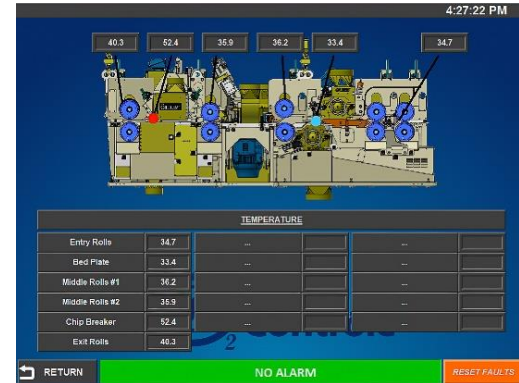 4:27:22 PM
40.3 52.4 35.9 36.2 33.4 34.7
TEMPERATURE
Entry Rolls 34.7 ... ...
Bed Plate 33.4 ... ...
Middle Rolls #1 36.2 ... ...
Middle Rolls #2 35.9 ... ...
Chip Breaker 52.4 ... ...
Exit Rolls 40.3
2
RETURN NO ALARM RESET FAULTS